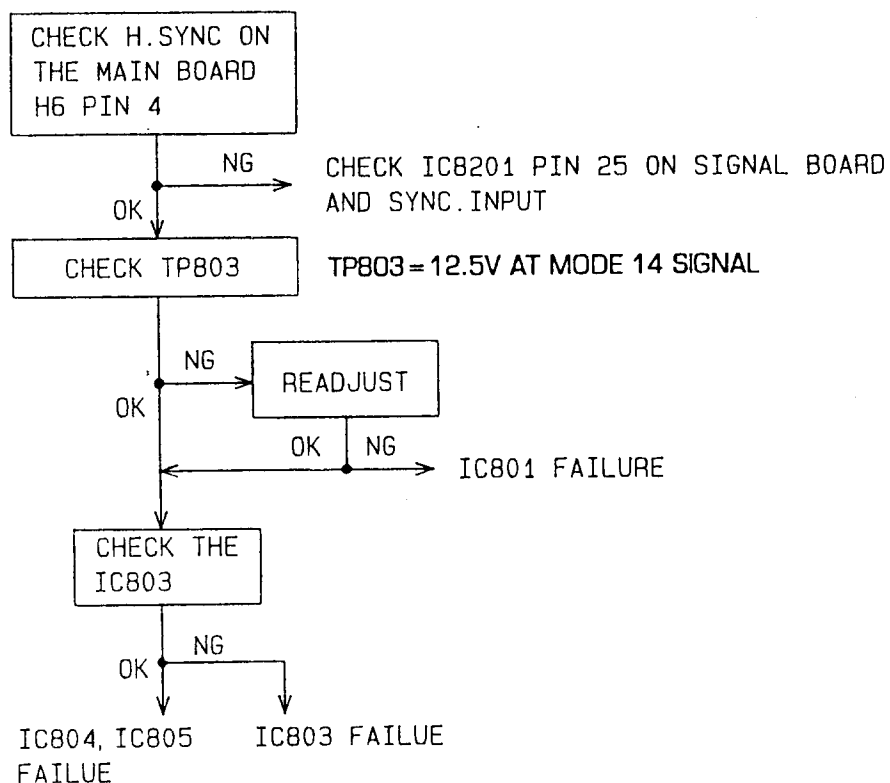 CHECK H.SYNC ON
THE MAIN BOARD
H6 PIN 4
NG
CHECK IC8201 PIN 25 ON SIGNAL BOARD
AND SYNC.INPUT
OK
CHECK TP803
TP803=12.5V AT MODE 14 SIGNAL
NG
READJUST
OK
OK
NG
IC801 FAILURE
CHECK THE
IC803
NG
OK
IC804, IC805
FAILUE
IC803 FAILUE